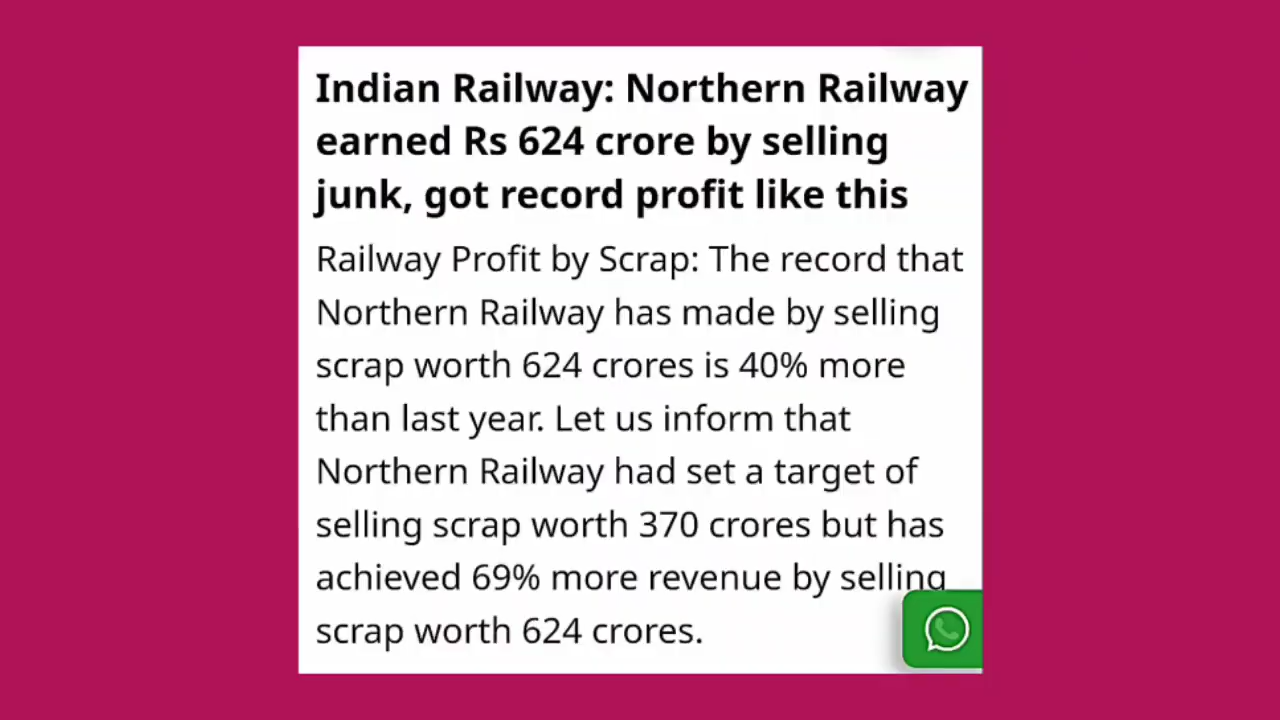 Indian Railway: Northern Railway
earned Rs 624 crore by selling
junk, got record profit like this
Railway Profit by Scrap: The record that
Northern Railway has made by selling
scrap worth 624 crores is 40% more
than last year. Let us inform that
Northern Railway had set a target of
selling scrap worth 370 crores but has
achieved 69% more revenue by selling
scrap worth 624 crores.